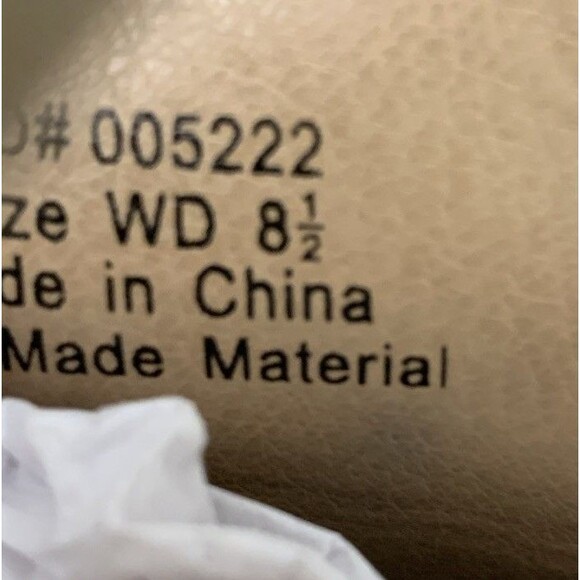 D# 005222
ze WD 8½
de in China
Made Material